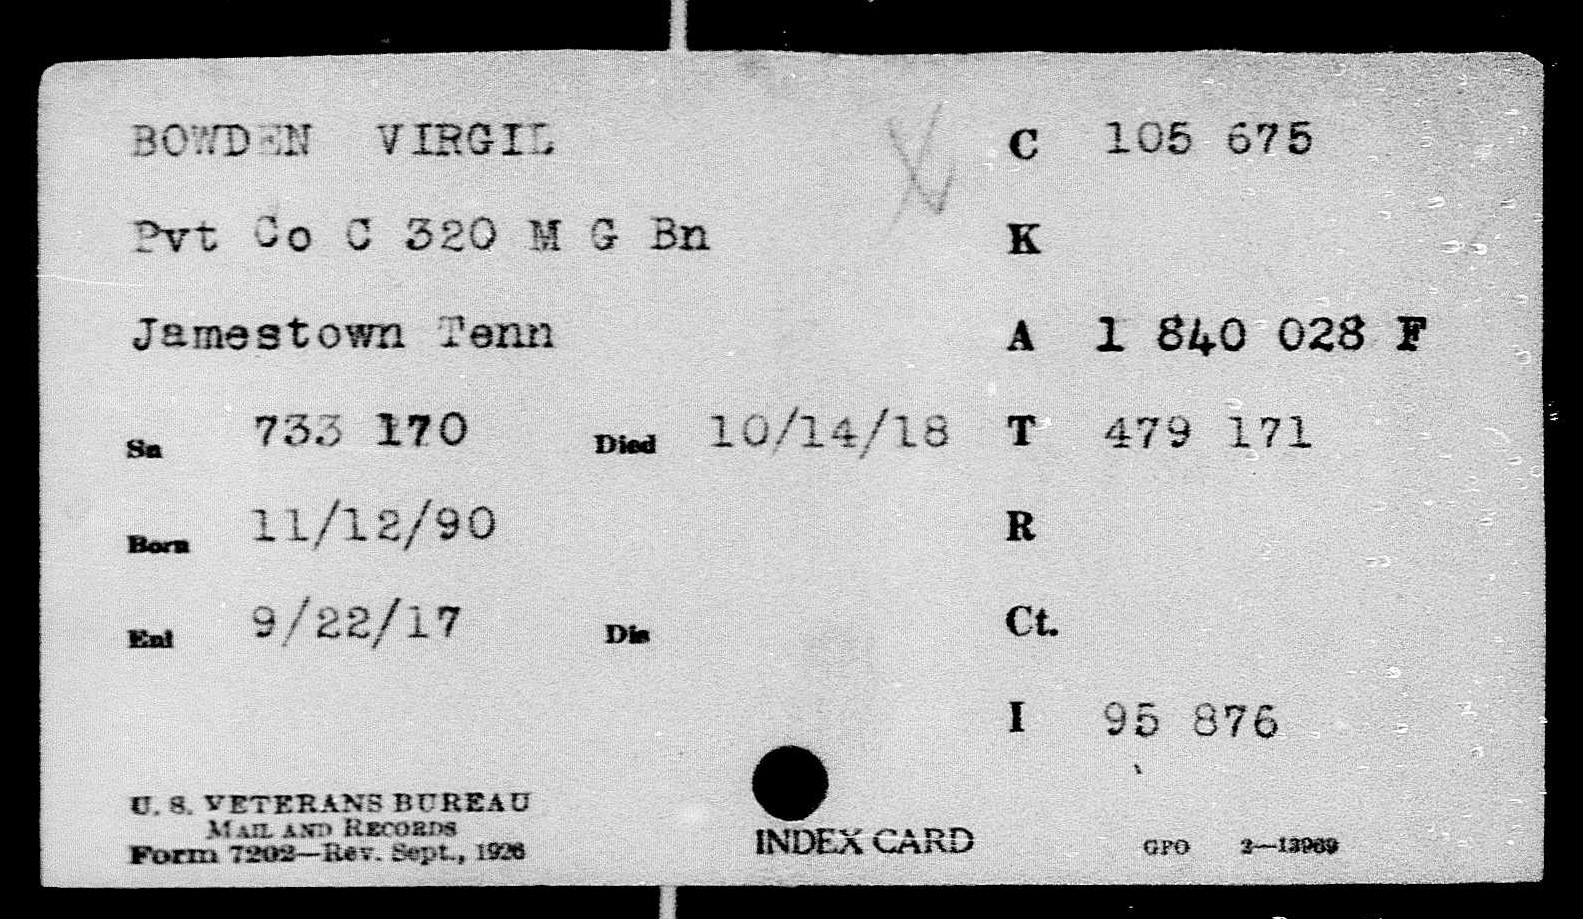 BOWDEN VIRGIL C 105 675
Pvt Co C 320 M G Bn K
Jamestown Tenn A 1 840 028 F
Sn 733 170 Died 10/14/18 T 479 171
Born 11/12/90 R
Enl 9/22/17 Dis Ct.
I 95 876
U. S. VETERANS BUREAU
MAIL AND RECORDS
Form 7202—Rev. Sept., 1926
INDEX CARD
GPO 2—13969